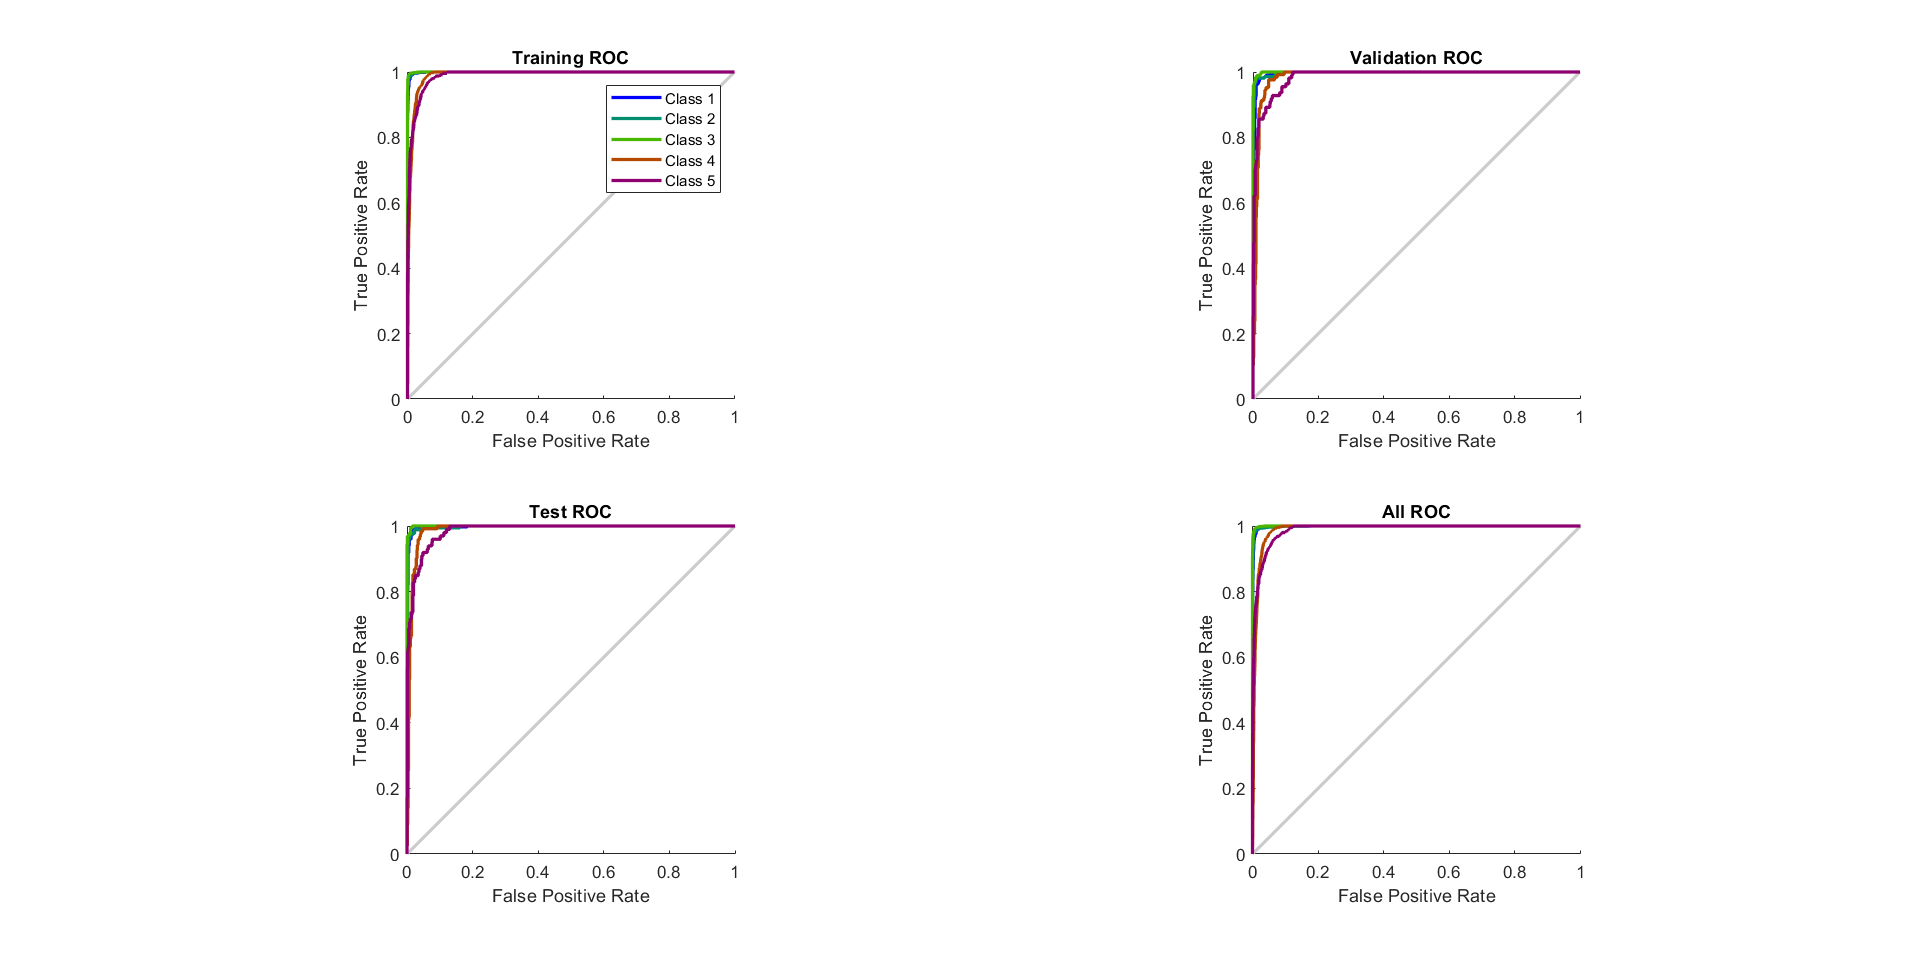 Training ROC
True Positive Rate
1
0.8
0.6
0.4
0.2
0
Class 1
Class 2
Class 3
Class 4
Class 5
0 0.2 0.4 0.6 0.8 1
False Positive Rate
Validation ROC
True Positive Rate
1
0.8
0.6
0.4
0.2
0
0 0.2 0.4 0.6 0.8 1
False Positive Rate
Test ROC
True Positive Rate
1
0.8
0.6
0.4
0.2
0
0 0.2 0.4 0.6 0.8 1
False Positive Rate
All ROC
True Positive Rate
1
0.8
0.6
0.4
0.2
0
0 0.2 0.4 0.6 0.8 1
False Positive Rate